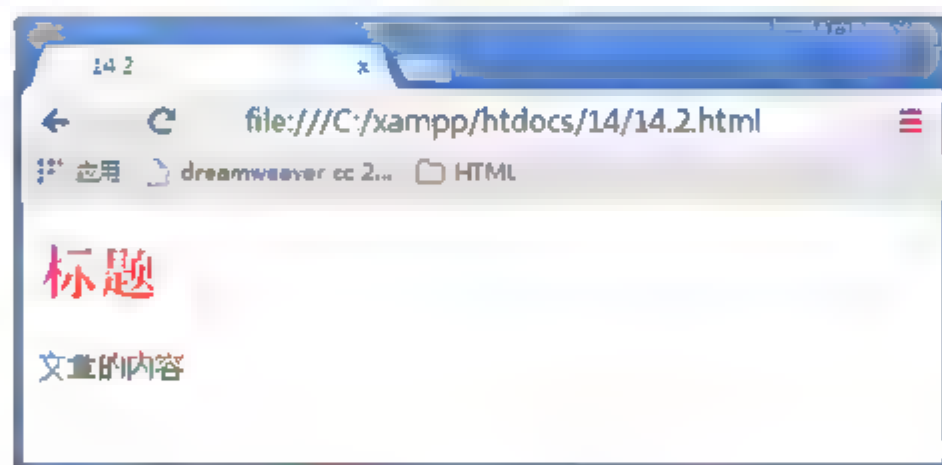 14.2
file:///C:/xampp/htdocs/14/14.2.html
应用 dreamweaver cc 2... HTML
标题
文章的内容